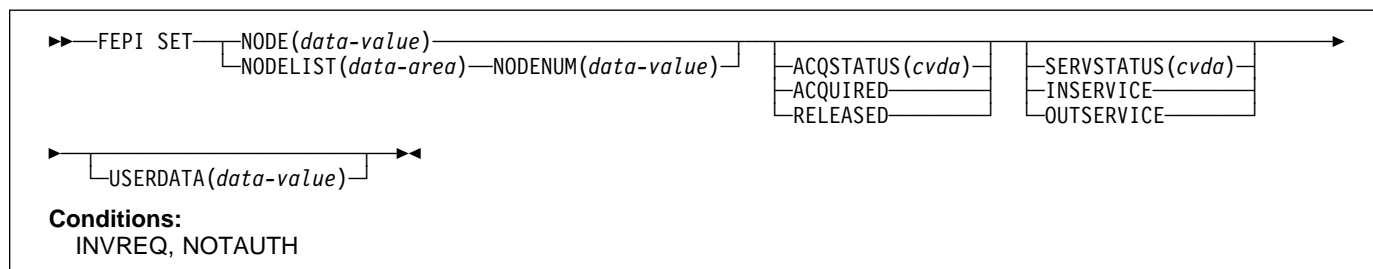 FEPI SET NODE(data-value)
NODELIST(data-area) NODENUM(data-value) ACQSTATUS(cvda) SERVSTATUS(cvda)
ACQUIRED INSERVICE
RELEASED OUTSERVICE
USERDATA(data-value)
Conditions:
INVREQ, NOTAUTH